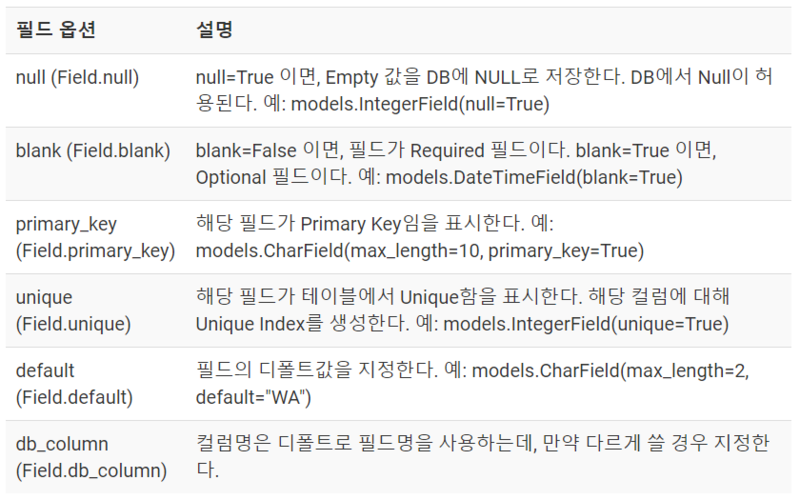 필드 옵션 설명
null (Field.null) null=True 이면, Empty 값을 DB에 NULL로 저장한다. DB에서 Null이 허
용된다. 예: models.IntegerField(null=True)
blank (Field.blank) blank=False 이면, 필드가 Required 필드이다. blank=True 이면,
Optional 필드이다. 예: models.DateTimeField(blank=True)
primary_key 해당 필드가 Primary Key임을 표시한다. 예:
(Field.primary_key) models.CharField(max_length=10, primary_key=True)
unique 해당 필드가 테이블에서 Unique함을 표시한다. 해당 컬럼에 대해
(Field.unique) Unique Index를 생성한다. 예: models.IntegerField(unique=True)
default 필드의 디폴트값을 지정한다. 예: models.CharField(max_length=2,
(Field.default) default="WA")
db_column 컬럼명은 디폴트로 필드명을 사용하는데, 만약 다르게 쓸 경우 지정한
(Field.db_column) 다.